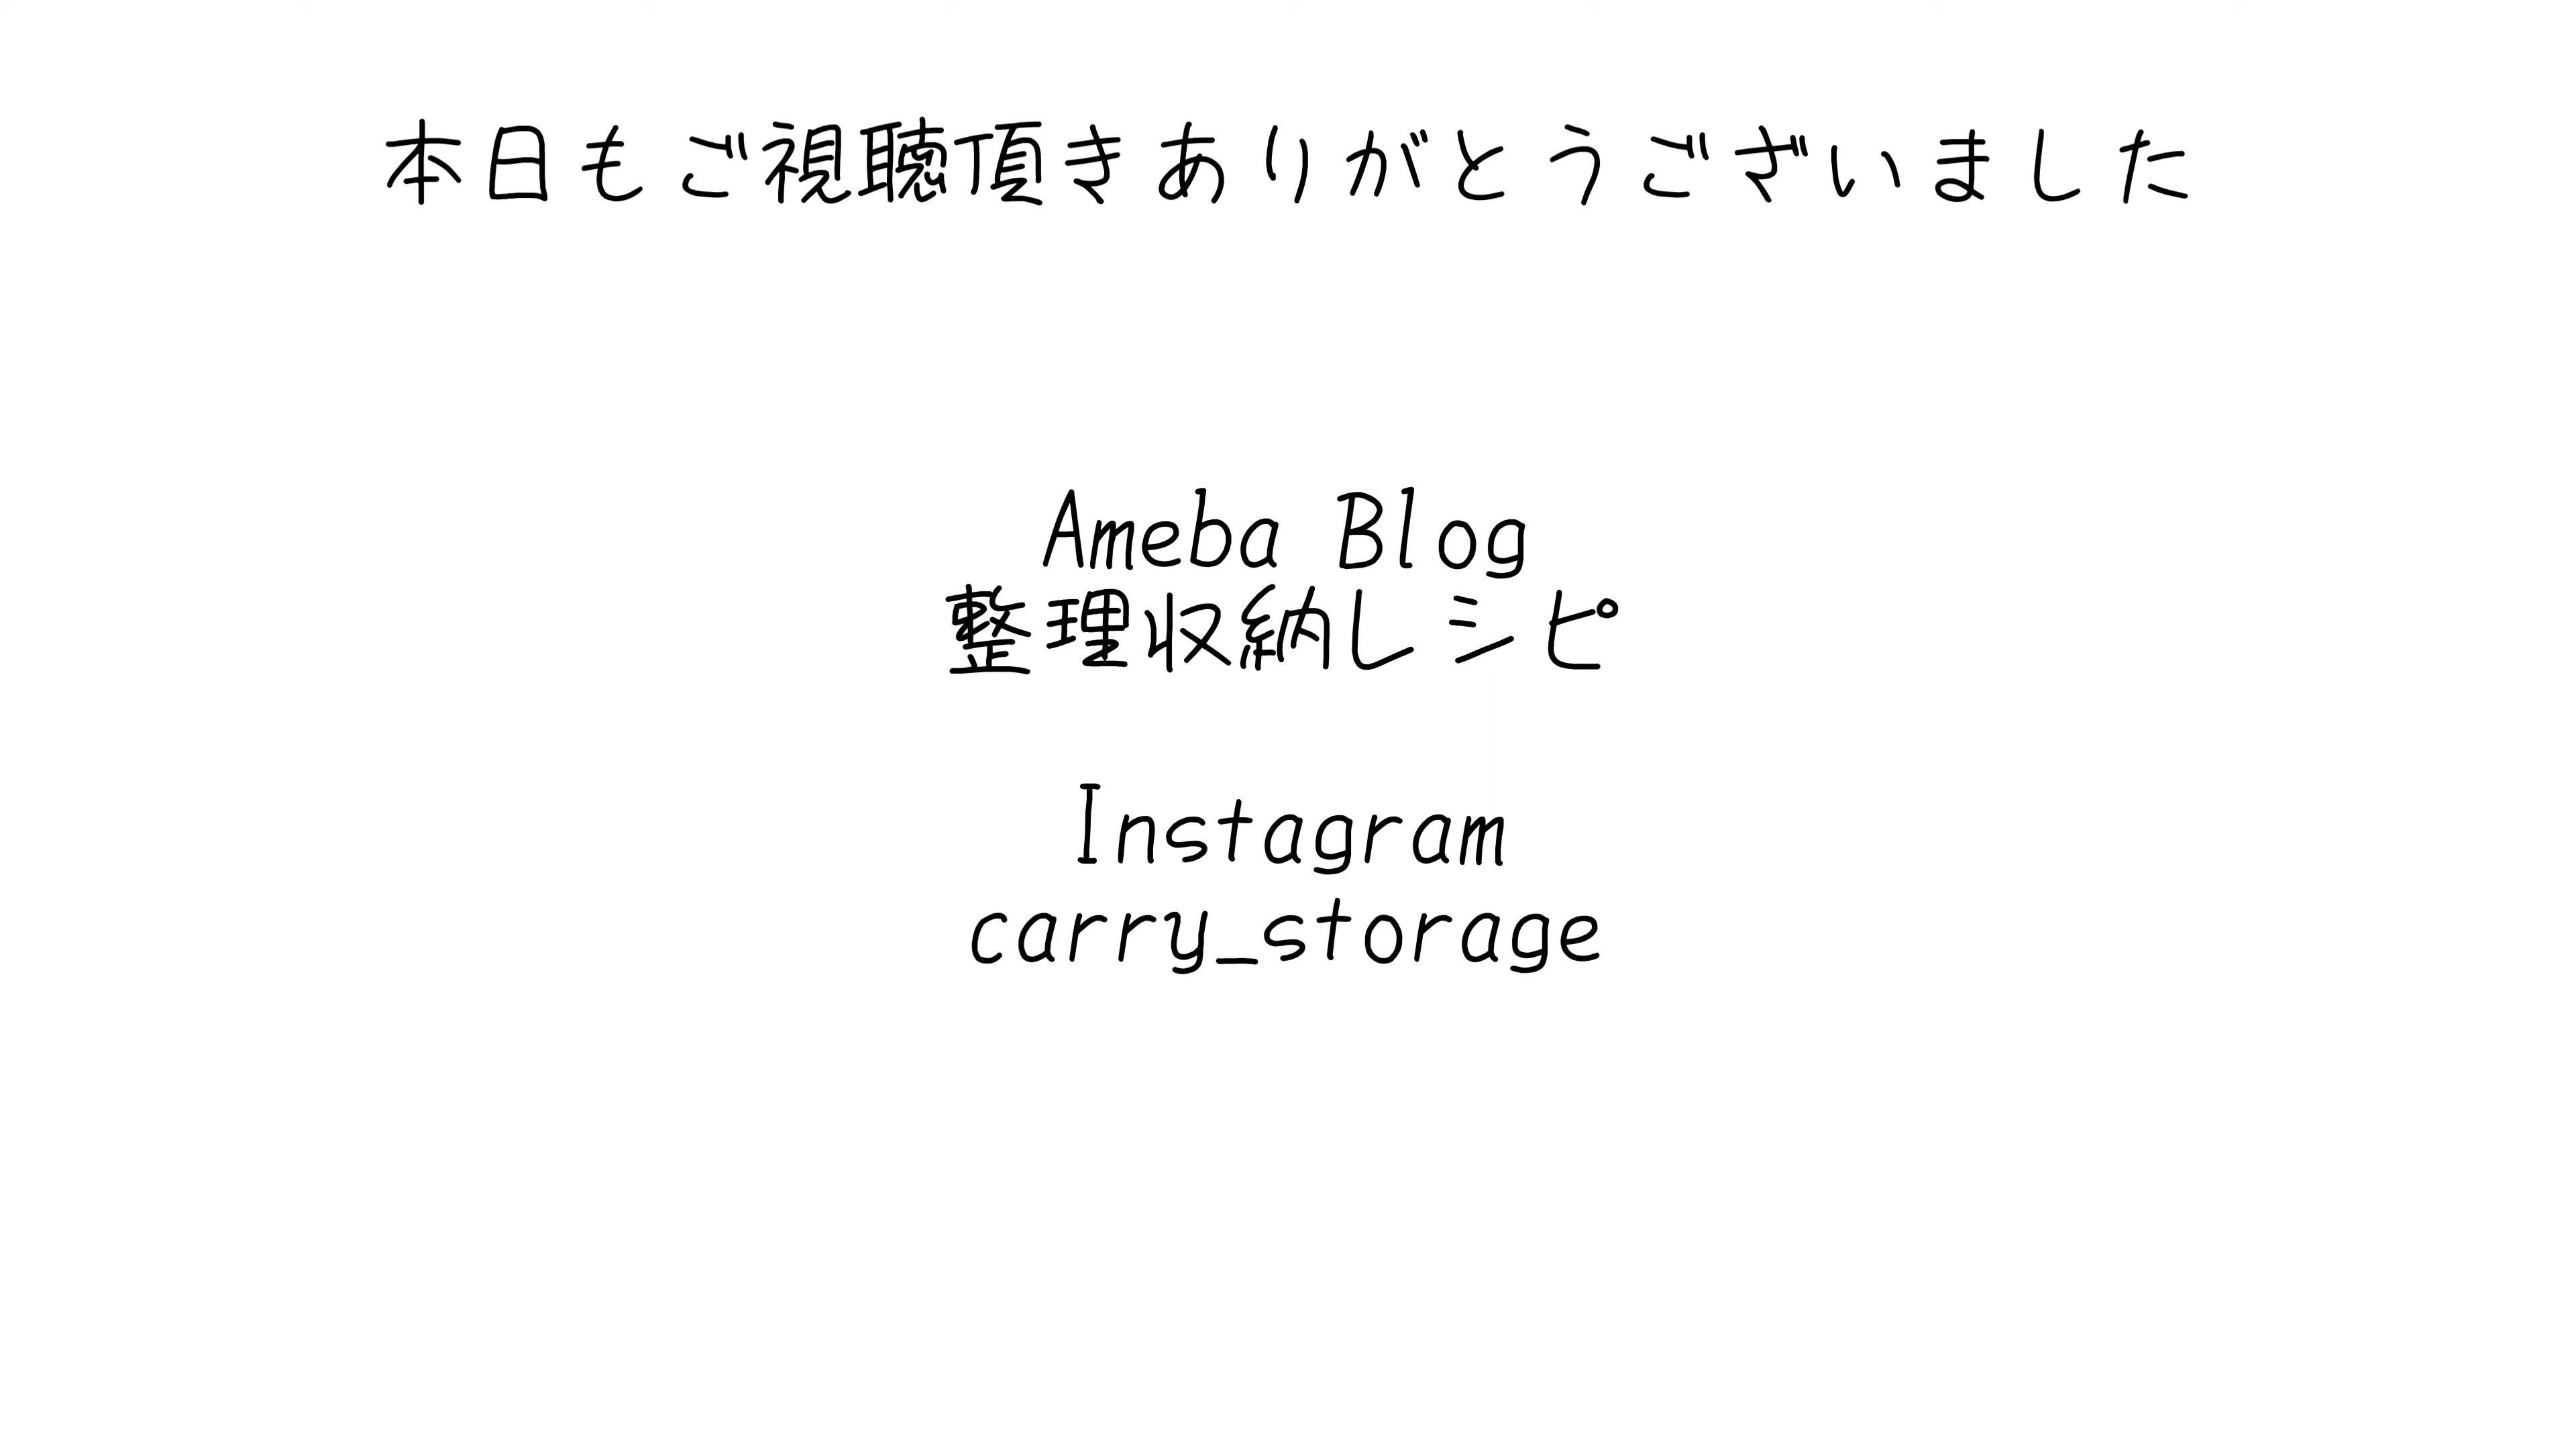 本日もご視聴頂きありがとうございました
Ameba Blog
整理収納レシピ
Instagram
carry_storage